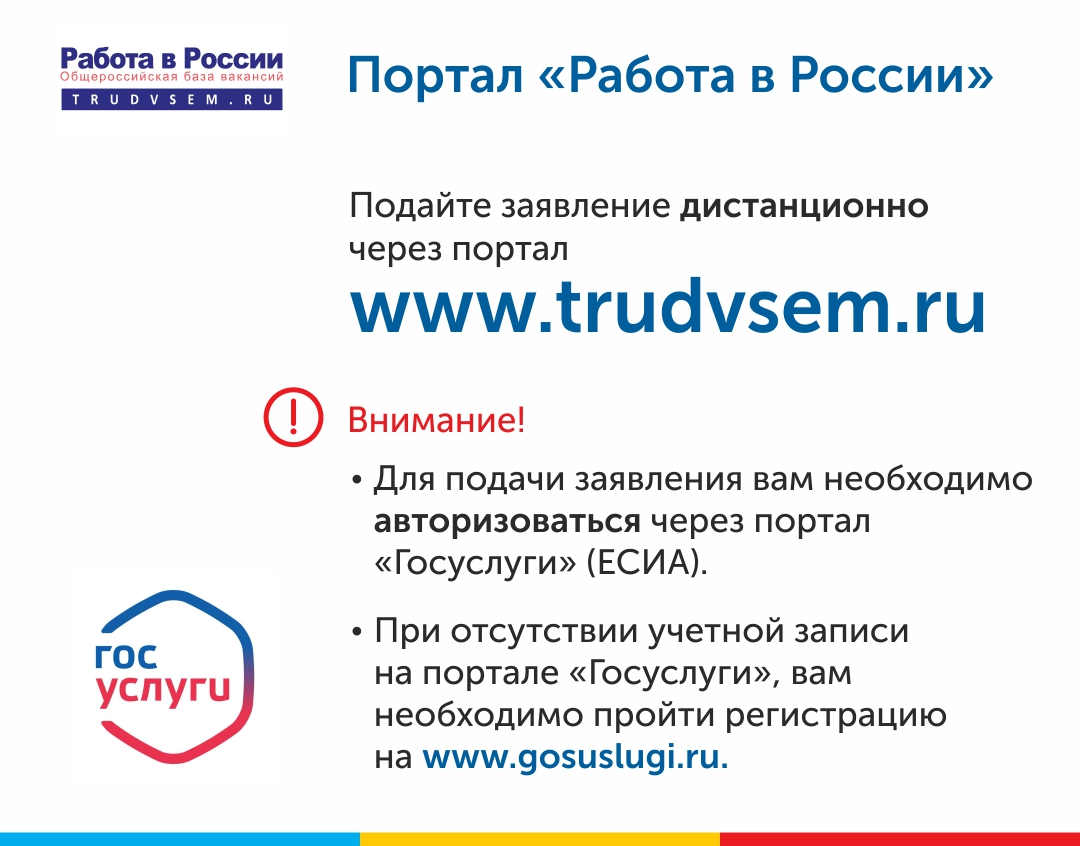 Работа в России
Общероссийская база вакансий
TRUDVSEM.RU
Портал «Работа в России»
Подайте заявление дистанционно
через портал
www.trudvsem.ru
Внимание!
• Для подачи заявления вам необходимо
авторизоваться через портал
«Госуслуги» (ЕСИА).
• При отсутствии учетной записи
на портале «Госуслуги», вам
необходимо пройти регистрацию
на www.gosuslugi.ru.
гос
услуги